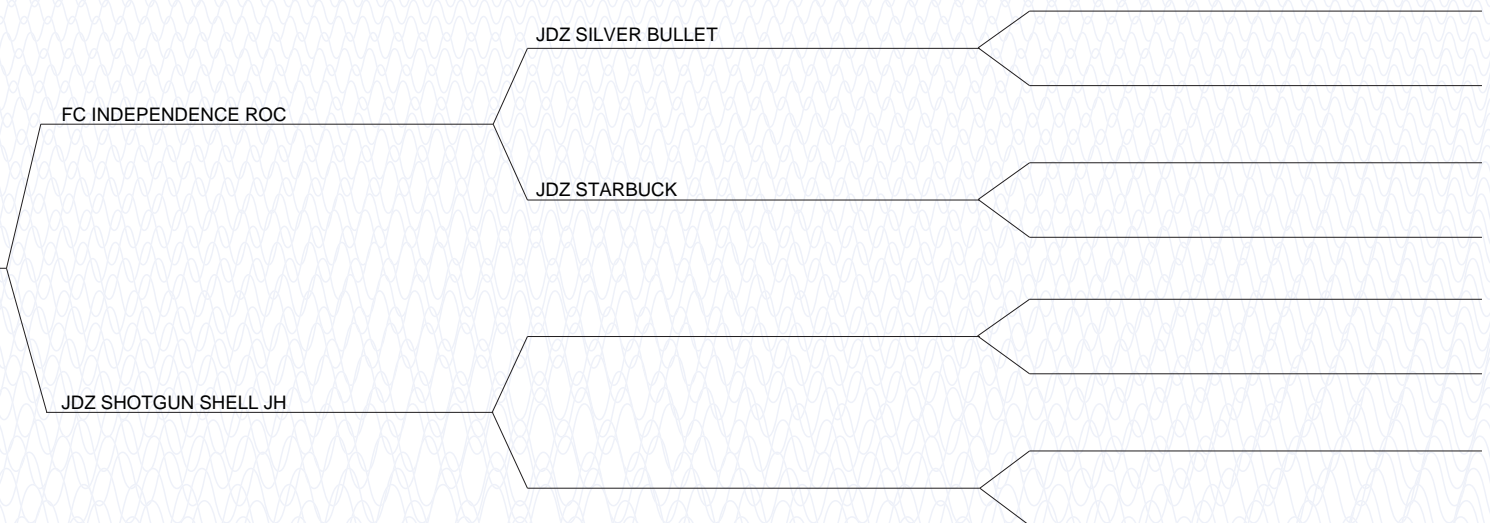 JDZ SILVER BULLET
FC INDEPENDENCE ROC
JDZ STARBUCK
JDZ SHOTGUN SHELL JH